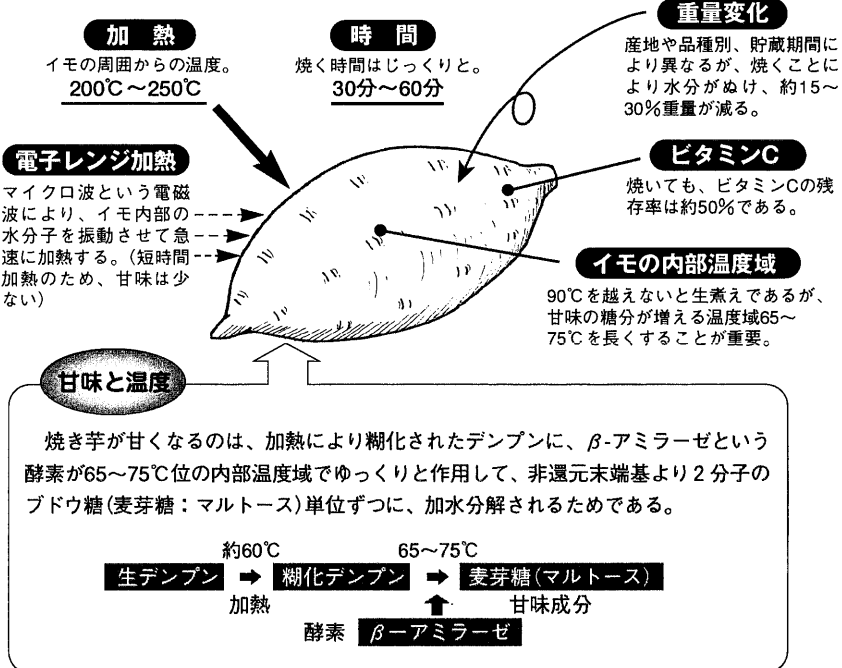 加熱
イモの周囲からの温度。
200℃～250℃
時間
焼く時間はじっくりと。
30分～60分
重量変化
産地や品種別、貯蔵期間に
より異なるが、焼くことに
より水分がぬけ、約15～
30％重量が減る。
電子レンジ加熱
マイクロ波という電磁
波により、イモ内部の
水分子を振動させて急
速に加熱する。(短時間
加熱のため、甘味は少
ない)
ビタミンC
焼いても、ビタミンCの残
存率は約50％である。
イモの内部温度域
90℃を越えないと生煮えであるが、
甘味の糖分が増える温度域65～
75℃を長くすることが重要。
甘味と温度
焼き芋が甘くなるのは、加熱により糊化されたデンプンに、β-アミラーゼという
酵素が65～75℃位の内部温度域でゆっくりと作用して、非還元末端基より2分子の
ブドウ糖(麦芽糖：マルトース)単位ずつに、加水分解されるためである。
約60℃ 65～75℃
生デンプン ➡ 糊化デンプン ➡ 麦芽糖(マルトース)
加熱 甘味成分
酵素 β－アミラーゼ